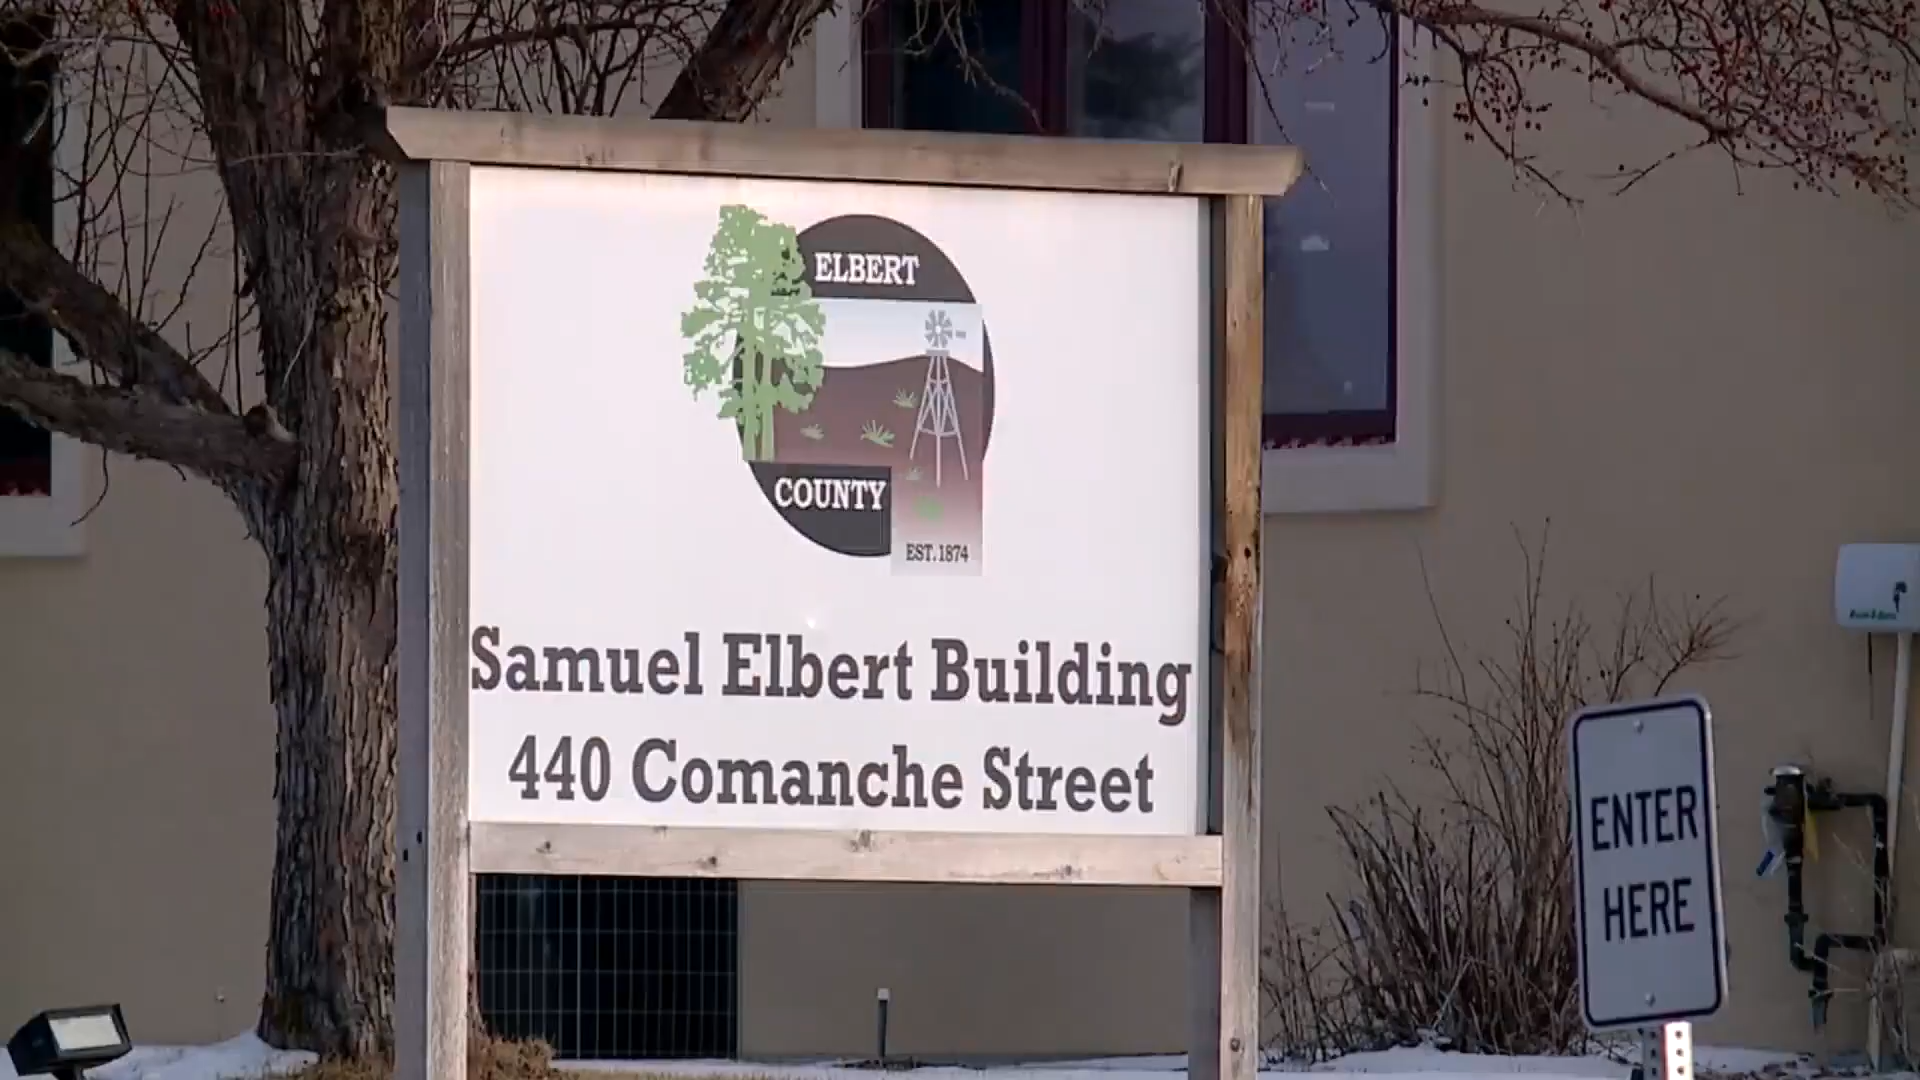 ELBERT
COUNTY
EST. 1874
Samuel Elbert Building
440 Comanche Street
ENTER
HERE